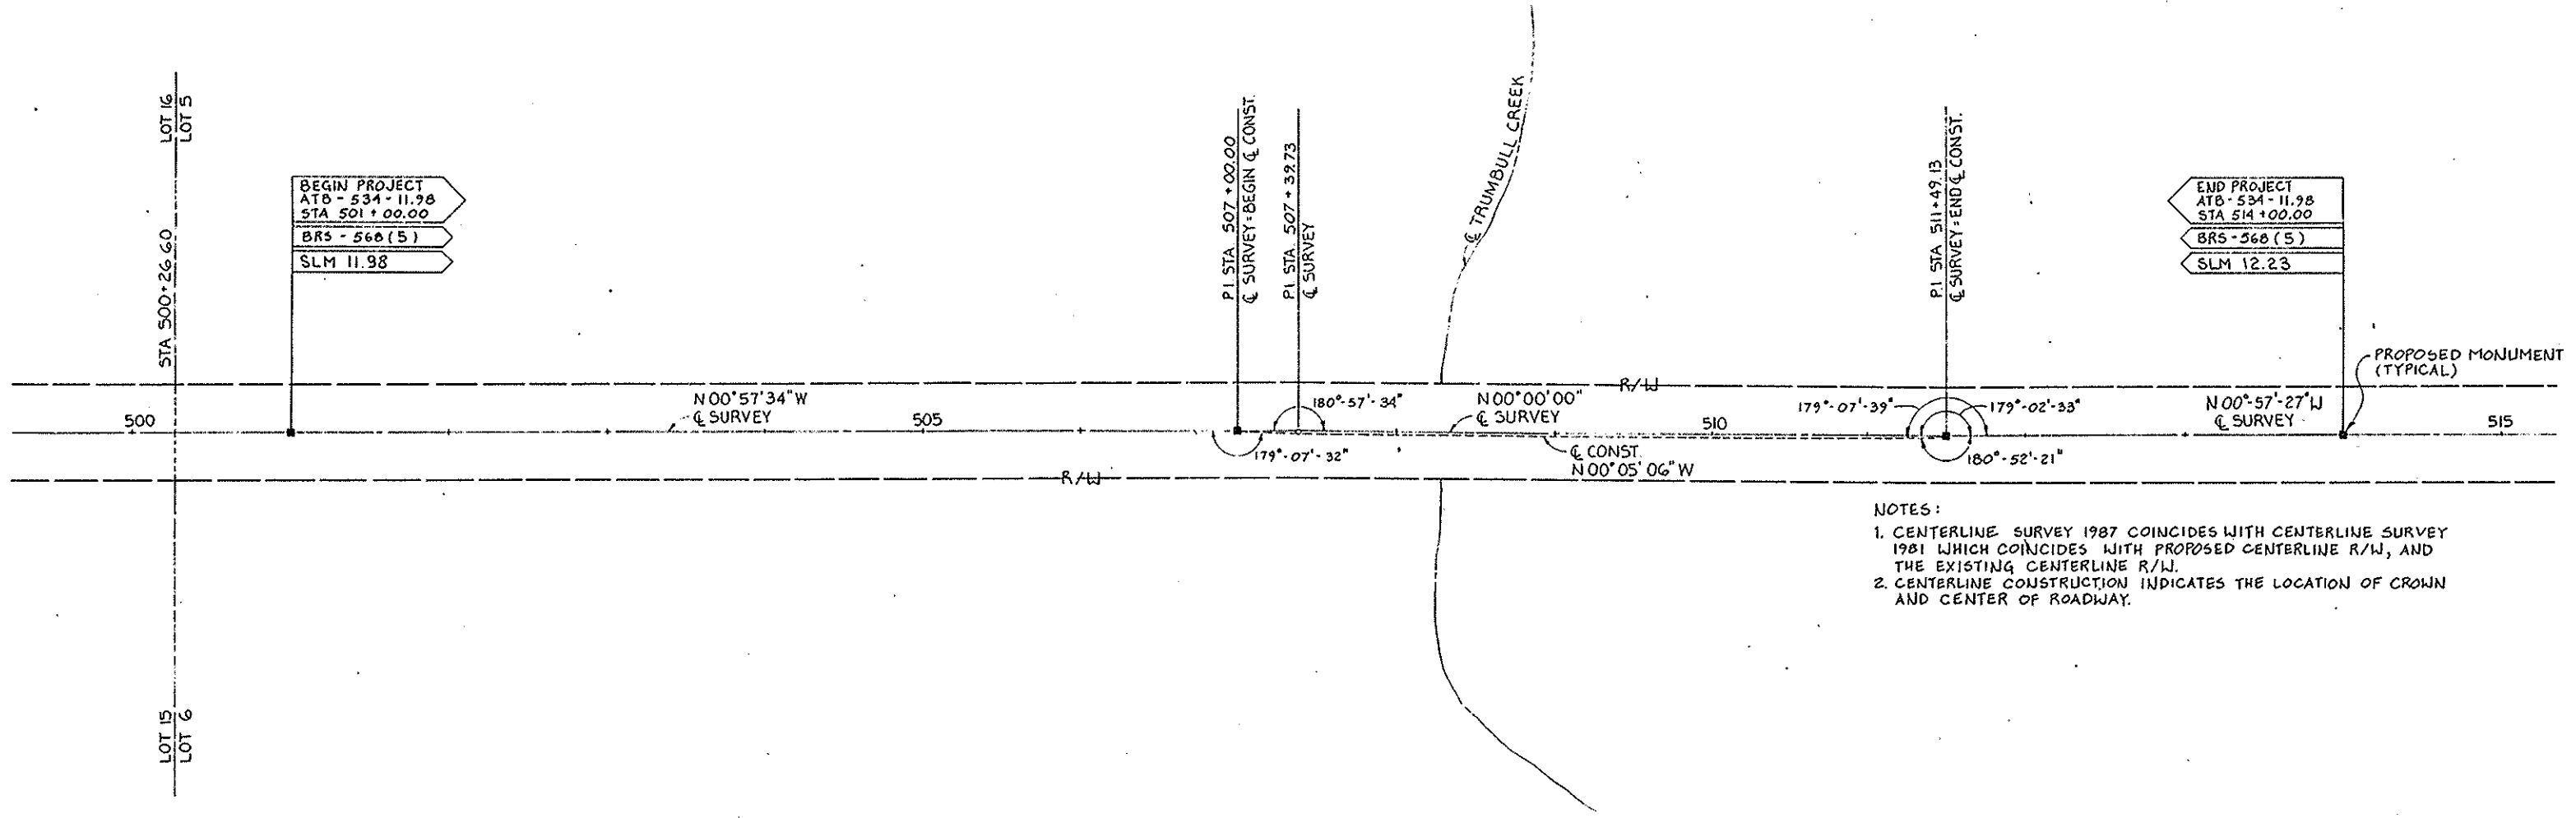 LOT 16
LOT 5
STA 500+26.60
LOT 15
LOT 6
BEGIN PROJECT
ATB - 534 - 11.98
STA 501 + 00.00
BRS - 568 (5)
SLM 11.98
P.I. STA 507 + 00.00
℄ SURVEY = BEGIN ℄ CONST.
P.I. STA 507 + 39.73
℄ SURVEY
℄ TRUMBULL CREEK
P.I. STA 511+49.13
℄ SURVEY = END ℄ CONST.
END PROJECT
ATB - 534 - 11.98
STA 514 + 00.00
BRS - 568 (5)
SLM 12.23
PROPOSED MONUMENT
(TYPICAL)
R/W
500
N 00°57'34" W
℄ SURVEY
505
180°-57'-34"
N 00°00'00"
℄ SURVEY
510
179°-07'-39"
179°-02'-33"
N 00°-57'-27" W
℄ SURVEY
515
179°-07'-32"
℄ CONST.
N 00°05'06" W
180°-52'-21"
R/W
NOTES:
1. CENTERLINE SURVEY 1987 COINCIDES WITH CENTERLINE SURVEY
1981 WHICH COINCIDES WITH PROPOSED CENTERLINE R/W, AND
THE EXISTING CENTERLINE R/W.
2. CENTERLINE CONSTRUCTION INDICATES THE LOCATION OF CROWN
AND CENTER OF ROADWAY.